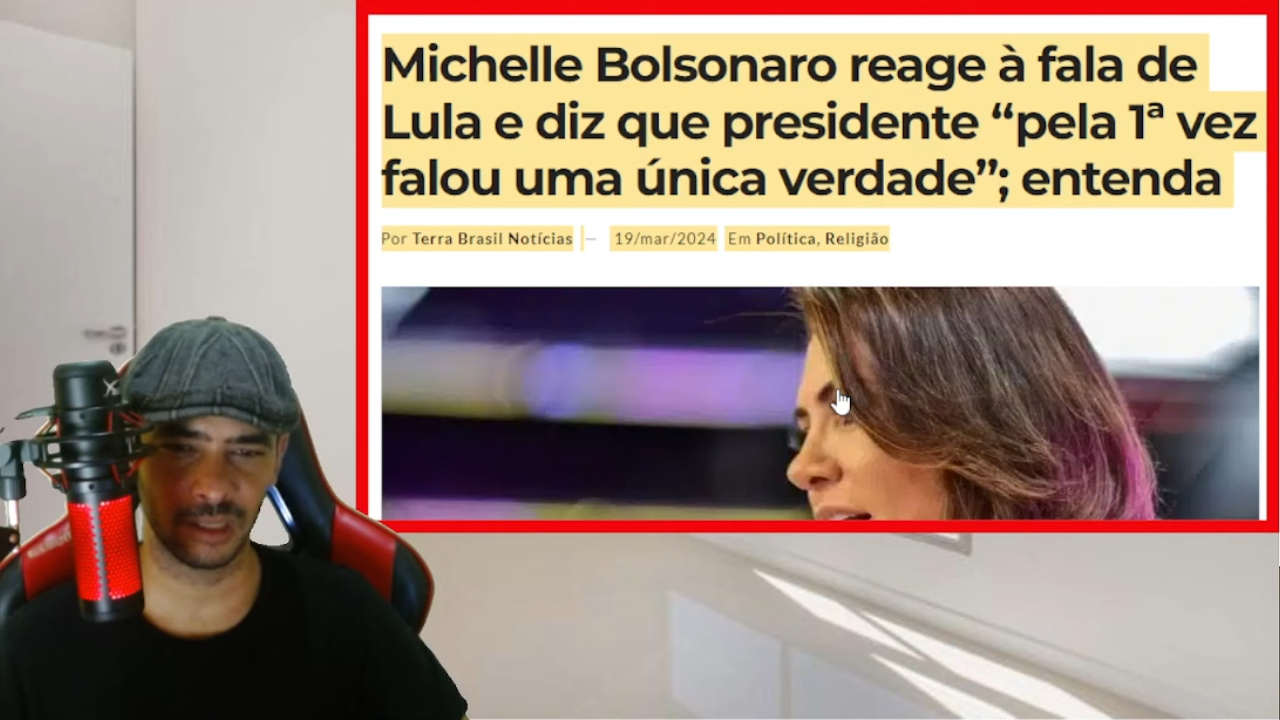 Michelle Bolsonaro reage à fala de
Lula e diz que presidente “pela 1ª vez
falou uma única verdade”; entenda
Por Terra Brasil Notícias — 19/mar/2024 Em Política, Religião